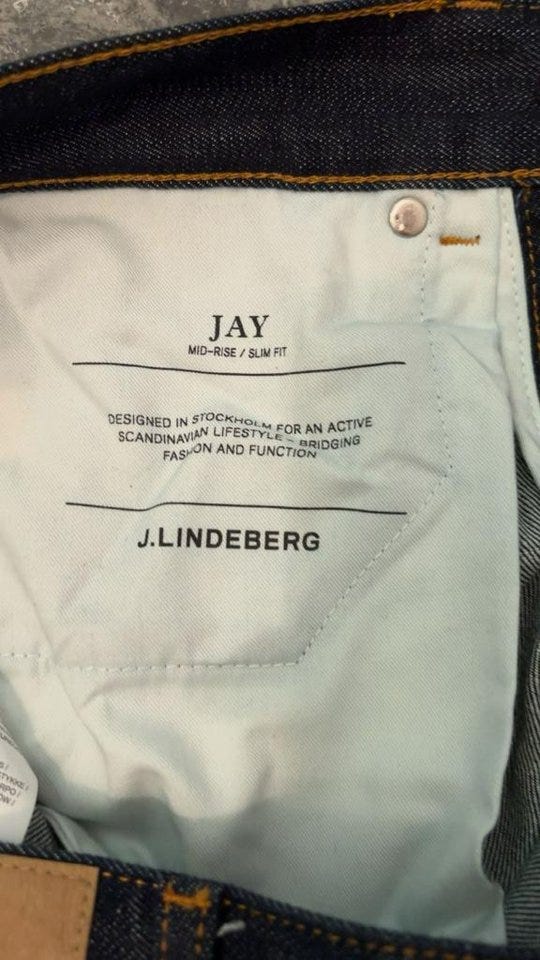 JAY
MID-RISE / SLIM FIT
DESIGNED IN STOCKHOLM FOR AN ACTIVE
SCANDINAVIAN LIFESTYLE – BRIDGING
FASHION AND FUNCTION
J.LINDEBERG